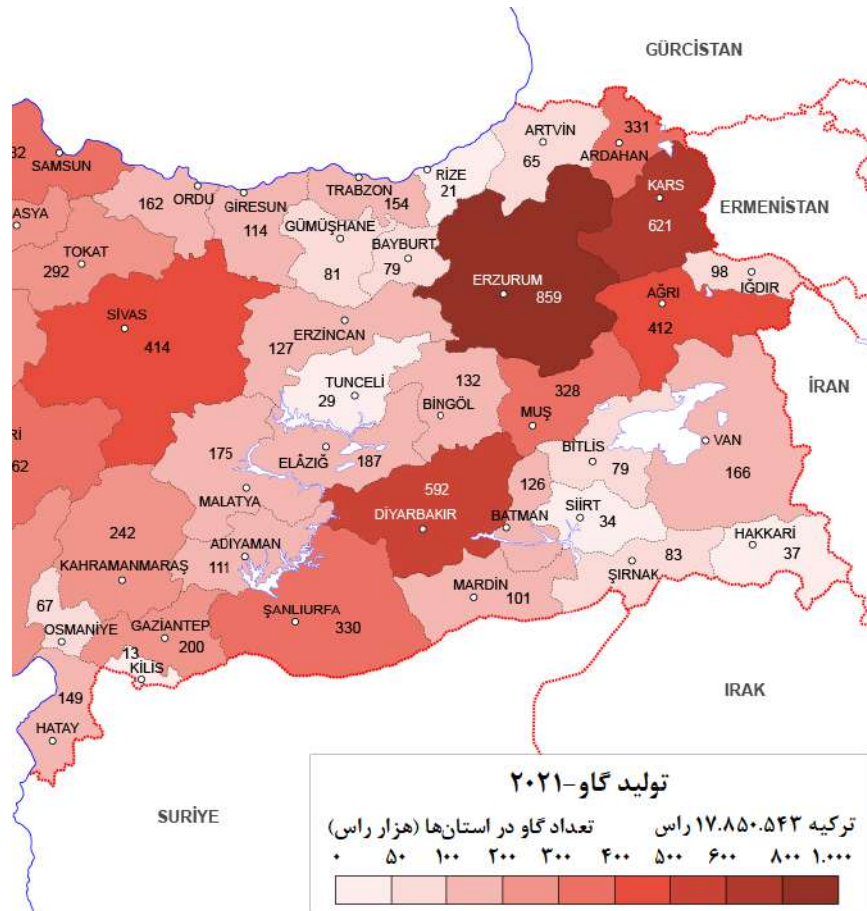 GÜRCİSTAN
ARTVİN
65
331
ARDAHAN
32
SAMSUN
RİZE
21
KARS
621
ERMENİSTAN
162
ORDU
GİRESUN
114
TRABZON
154
ASYA
GÜMÜŞHANE
81
BAYBURT
79
TOKAT
292
ERZURUM
859
98
IĞDIR
AĞRI
412
SİVAS
414
ERZİNCAN
127
İRAN
TUNCELİ
29
132
BİNGÖL
328
MUŞ
Rİ
62
175
MALATYA
ELÂZIĞ
187
BİTLİS
79
VAN
166
592
DİYARBAKIR
126
BATMAN
SİİRT
34
242
KAHRAMANMARAŞ
ADIYAMAN
111
HAKKARİ
37
83
ŞIRNAK
MARDİN
101
67
OSMANİYE
GAZİANTEP
200
ŞANLIURFA
330
13
KİLİS
149
HATAY
IRAK
SURİYE
تولید گاو-۲۰۲۱
ترکیه ۱۷.۸۵۰.۵۴۳ راس
تعداد گاو در استان‌ها (هزار راس)
۰ ۵۰ ۱۰۰ ۲۰۰ ۳۰۰ ۴۰۰ ۵۰۰ ۶۰۰ ۸۰۰ ۱.۰۰۰